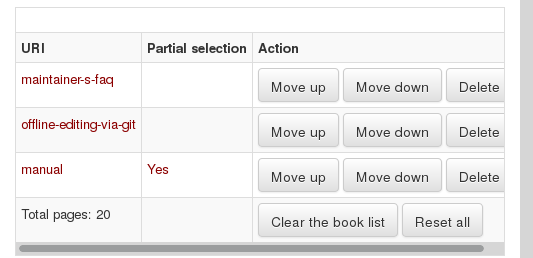 URI Partial selection Action
maintainer-s-faq Move up Move down Delete
offline-editing-via-git Move up Move down Delete
manual Yes Move up Move down Delete
Total pages: 20 Clear the book list Reset all